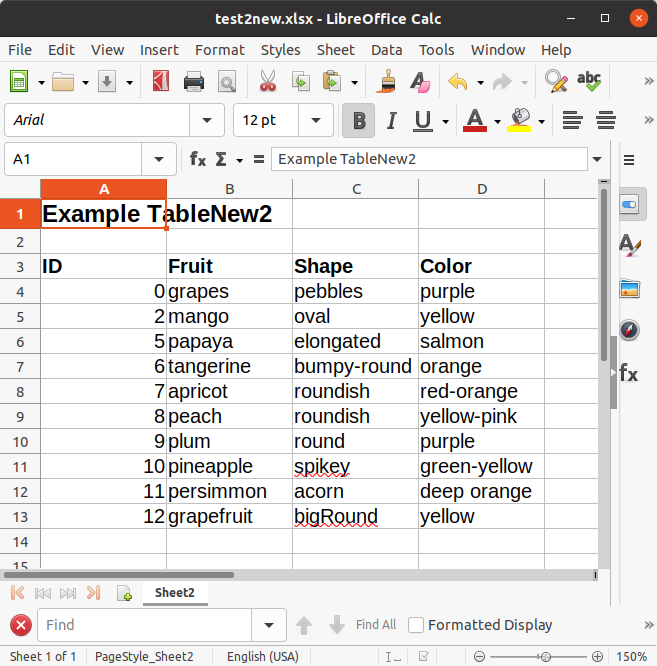 test2new.xlsx - LibreOffice Calc
File Edit View Insert Format Styles Sheet Data Tools Window Help
abc
Arial 12 pt B I U A
A1 fx Σ = Example TableNew2
A B C D
1 Example TableNew2
2
3 ID Fruit Shape Color
4 0 grapes pebbles purple
5 2 mango oval yellow
6 5 papaya elongated salmon
7 6 tangerine bumpy-round orange
8 7 apricot roundish red-orange
9 8 peach roundish yellow-pink
10 9 plum round purple
11 10 pineapple spikey green-yellow
12 11 persimmon acorn deep orange
13 12 grapefruit bigRound yellow
14
15
Sheet2
Find Find All Formatted Display
Sheet 1 of 1 PageStyle_Sheet2 English (USA) 150%